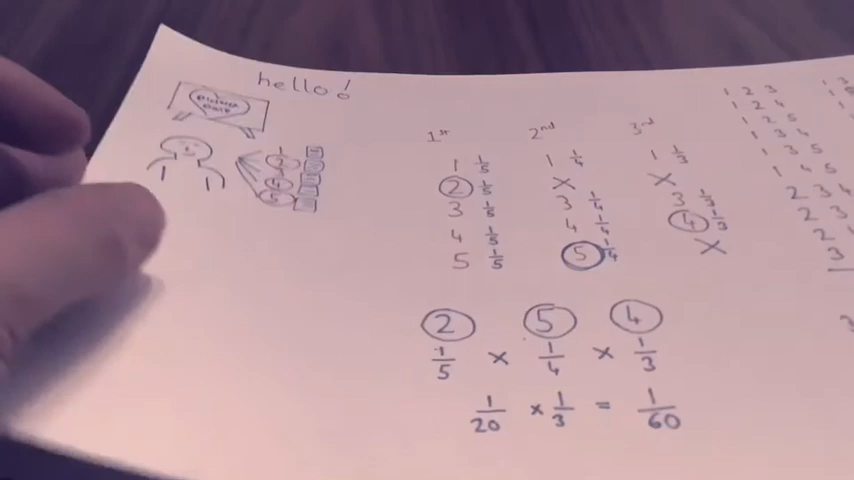 hello!
1st 2nd 3rd
1 1/5 1 1/4 1 1/3
2 1/5 X X
3 1/5 3 1/4 3 1/3
4 1/5 4 1/4 4 1/3
5 1/5 5 1/4 X
2 5 4
1/5 × 1/4 × 1/3
1/20 × 1/3 = 1/60
1 2 3
1 2 4
1 2 5
1 3 4
1 3 5
1 4 5
2 3 4